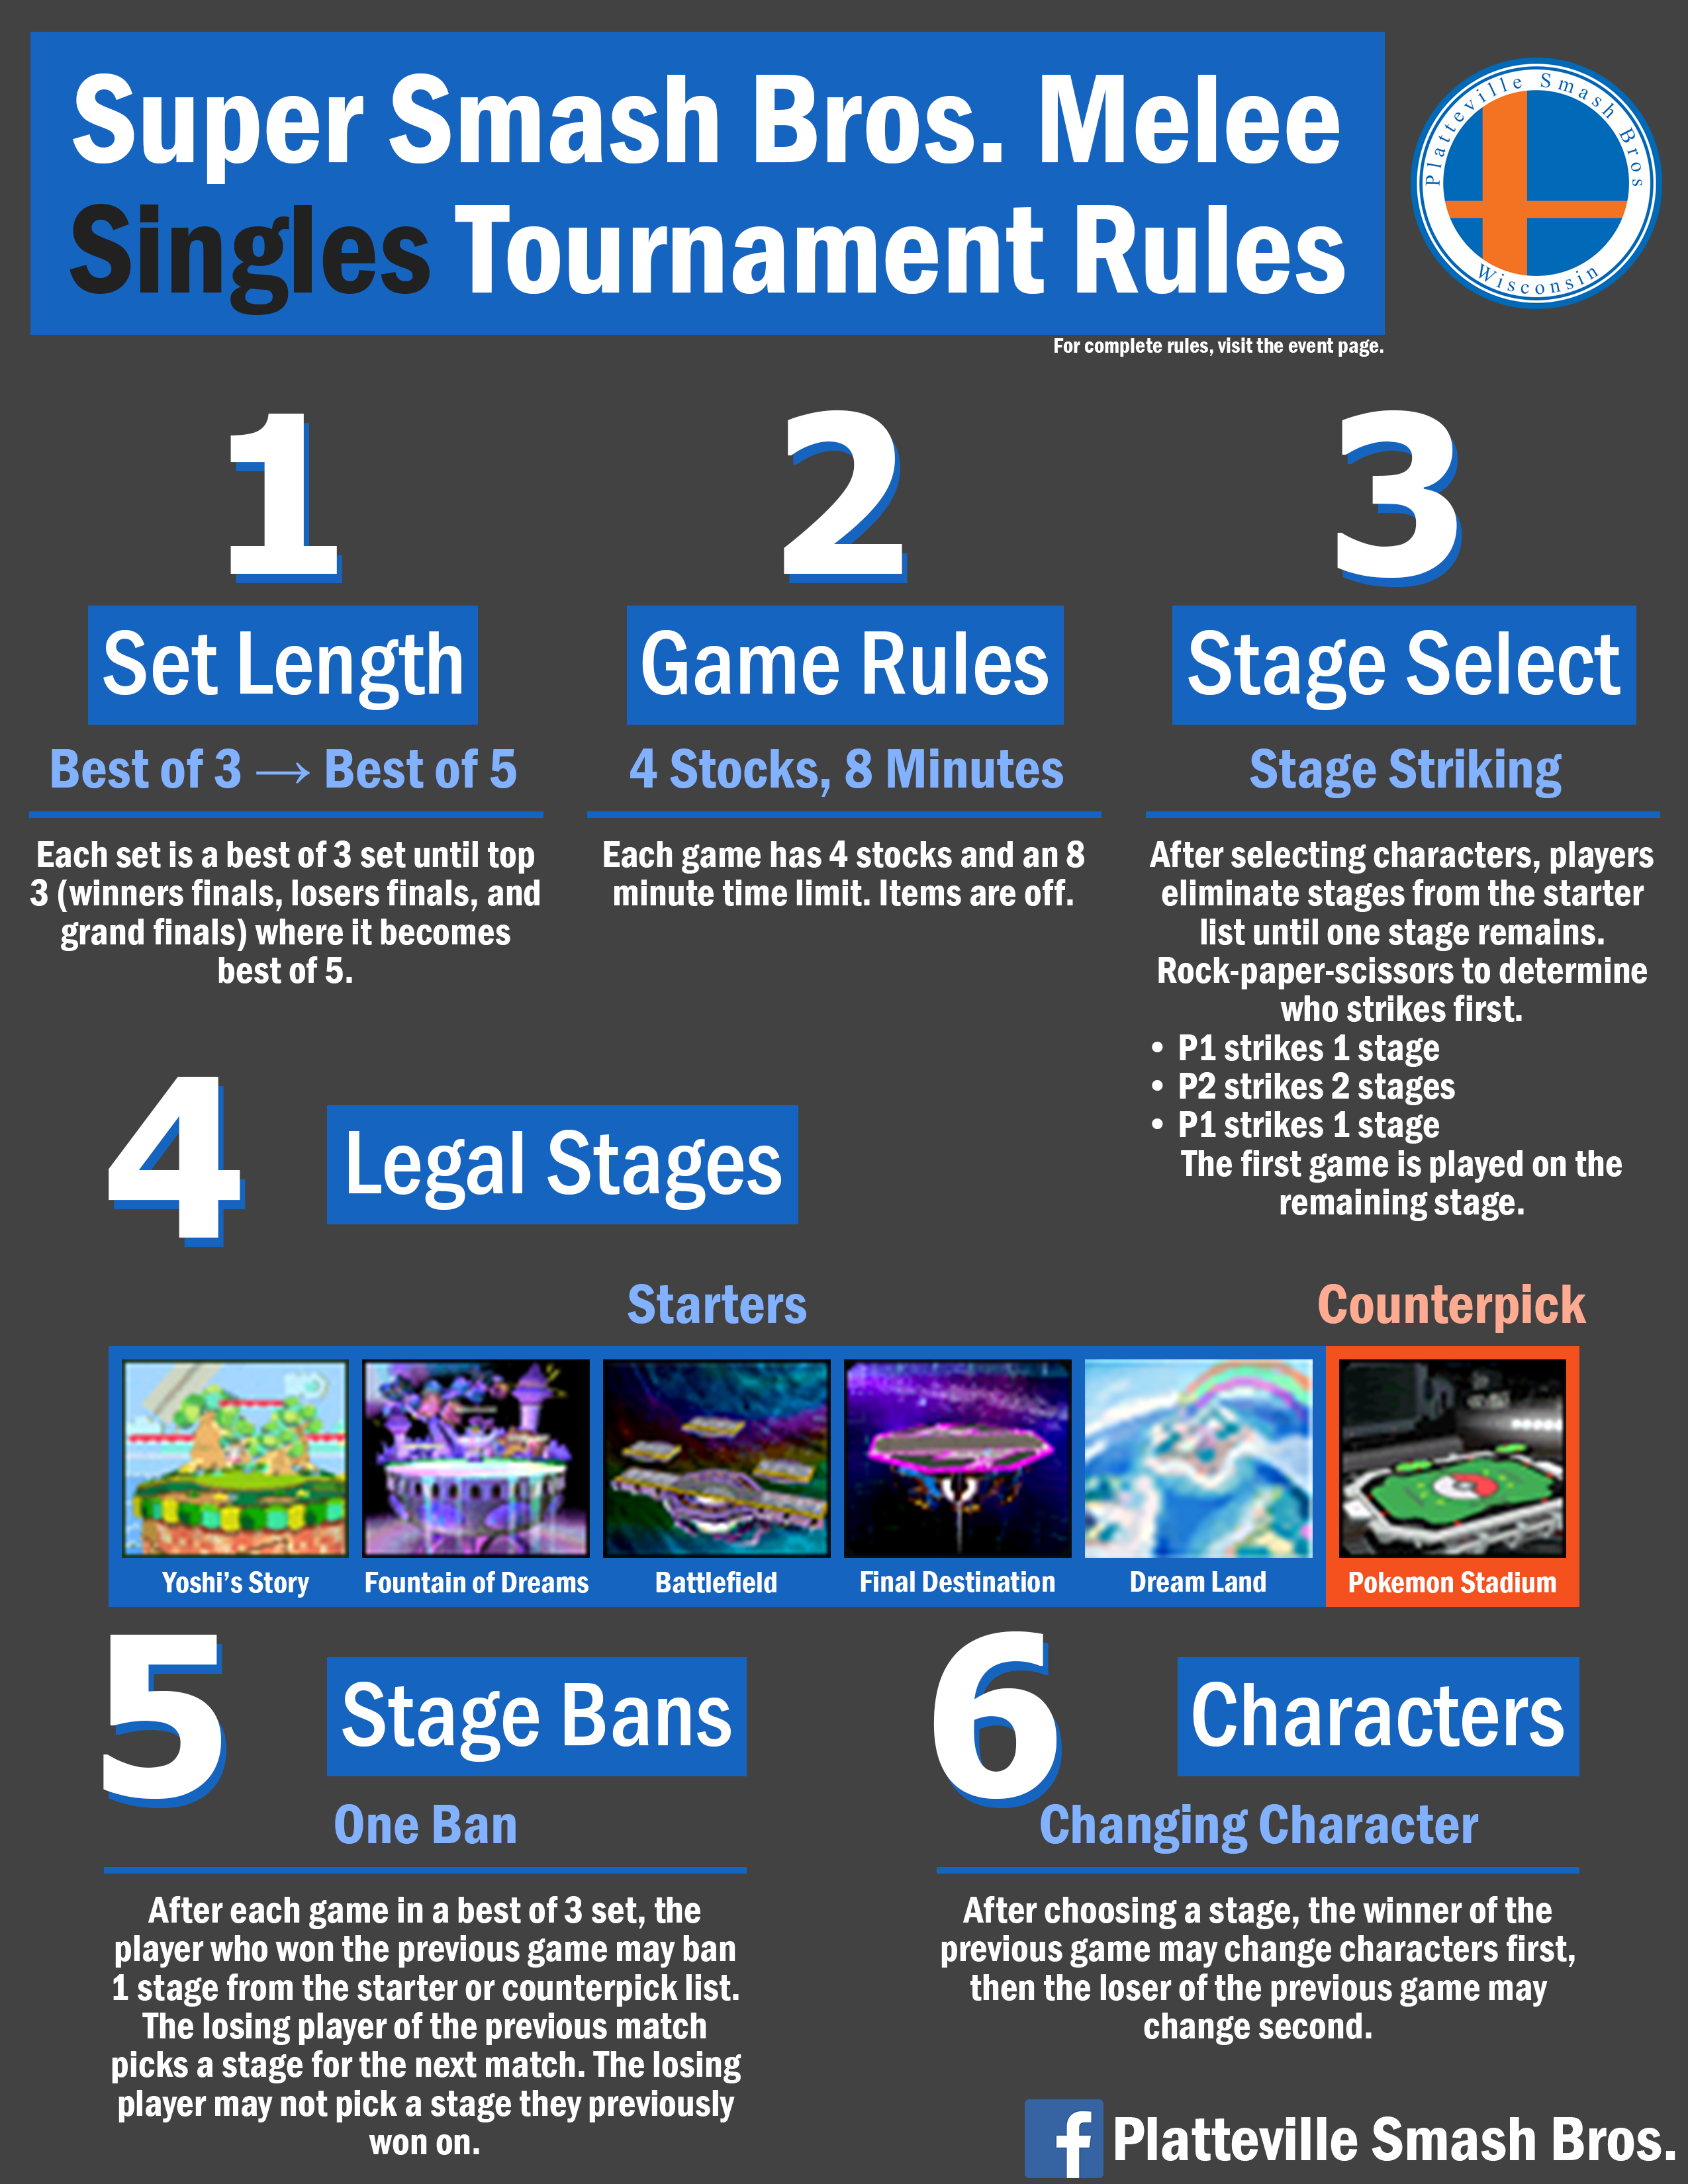 Super Smash Bros. Melee
Singles Tournament Rules
Platteville Smash Bros
Wisconsin
For complete rules, visit the event page.
1
Set Length
Best of 3 → Best of 5
Each set is a best of 3 set until top
3 (winners finals, losers finals, and
grand finals) where it becomes
best of 5.
2
Game Rules
4 Stocks, 8 Minutes
Each game has 4 stocks and an 8
minute time limit. Items are off.
3
Stage Select
Stage Striking
After selecting characters, players
eliminate stages from the starter
list until one stage remains.
Rock-paper-scissors to determine
who strikes first.
• P1 strikes 1 stage
• P2 strikes 2 stages
• P1 strikes 1 stage
The first game is played on the
remaining stage.
4
Legal Stages
Starters
Counterpick
Yoshi's Story
Fountain of Dreams
Battlefield
Final Destination
Dream Land
Pokemon Stadium
5
Stage Bans
One Ban
After each game in a best of 3 set, the
player who won the previous game may ban
1 stage from the starter or counterpick list.
The losing player of the previous match
picks a stage for the next match. The losing
player may not pick a stage they previously
won on.
6
Characters
Changing Character
After choosing a stage, the winner of the
previous game may change characters first,
then the loser of the previous game may
change second.
f Platteville Smash Bros.